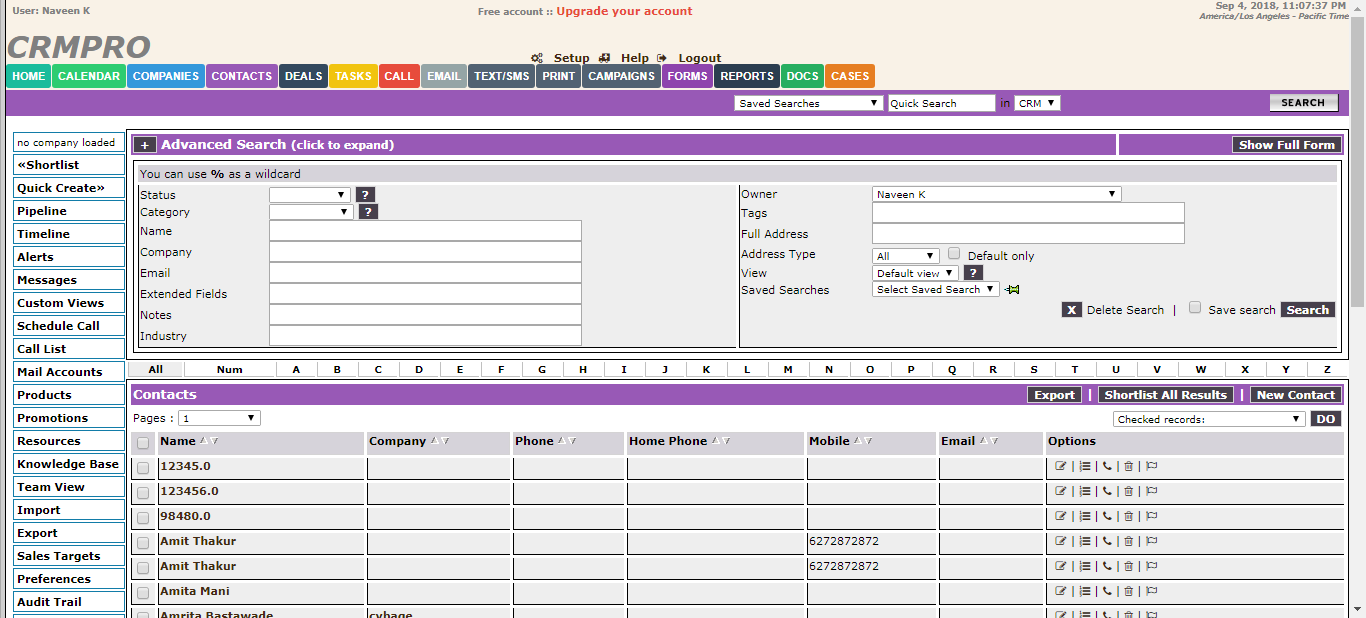 User: Naveen K
Free account :: Upgrade your account
Sep 4, 2018, 11:07:37 PM
America/Los Angeles - Pacific Time
CRMPRO
Setup Help Logout
HOME CALENDAR COMPANIES CONTACTS DEALS TASKS CALL EMAIL TEXT/SMS PRINT CAMPAIGNS FORMS REPORTS DOCS CASES
Saved Searches Quick Search in CRM SEARCH
no company loaded
«Shortlist
Quick Create»
Pipeline
Timeline
Alerts
Messages
Custom Views
Schedule Call
Call List
Mail Accounts
Products
Promotions
Resources
Knowledge Base
Team View
Import
Export
Sales Targets
Preferences
Audit Trail
+ Advanced Search (click to expand) Show Full Form
You can use % as a wildcard
Status ?
Category ?
Name
Company
Email
Extended Fields
Notes
Industry
Owner Naveen K
Tags
Full Address
Address Type All Default only
View Default view ?
Saved Searches Select Saved Search
X Delete Search | Save search Search
All Num A B C D E F G H I J K L M N O P Q R S T U V W X Y Z
Contacts Export | Shortlist All Results | New Contact
Pages : 1 Checked records: DO
Name Company Phone Home Phone Mobile Email Options
12345.0 | | | |
123456.0 | | | |
98480.0 | | | |
Amit Thakur 6272872872 | | | |
Amit Thakur 6272872872 | | | |
Amita Mani | | | |
Amrita Bastawade cybage | | | |